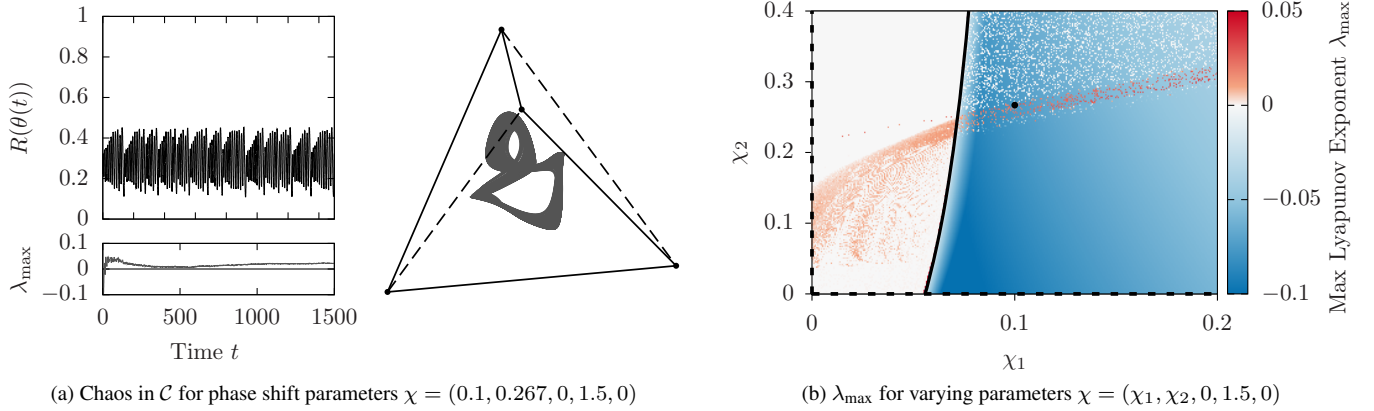 1
0.8
0.6
0.4
0.2
0
R(θ(t))
0.1
0
−0.1
λmax
0 500 1000 1500
Time t
(a) Chaos in C for phase shift parameters χ = (0.1, 0.267, 0, 1.5, 0)
0.4
0.3
0.2
0.1
0
χ2
0 0.1 0.2
χ1
0.05
0
−0.05
−0.1
Max Lyapunov Exponent λmax
(b) λmax for varying parameters χ = (χ1, χ2, 0, 1.5, 0)